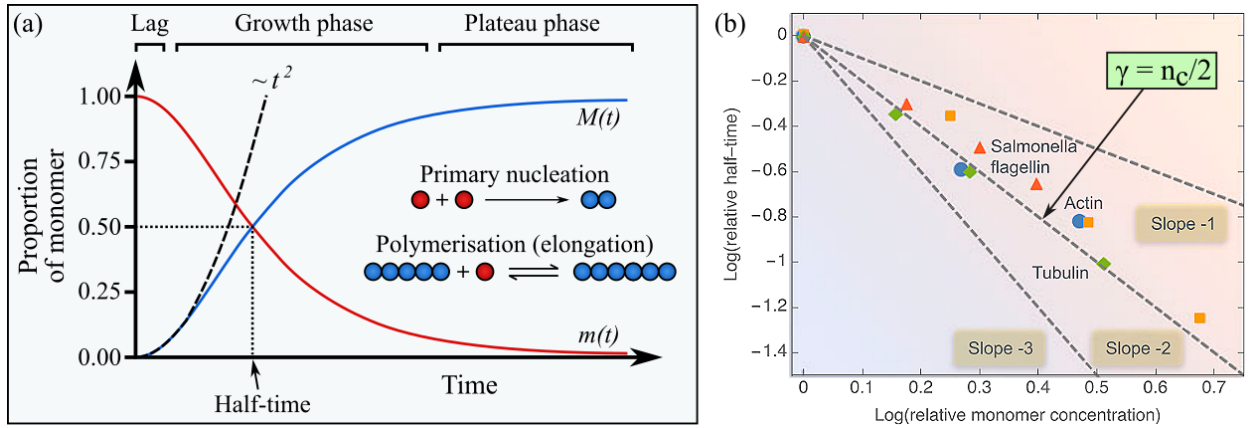 (a)
Lag
Growth phase
Plateau phase
~ t²
1.00
0.75
0.50
0.25
0.00
Proportion
of monomer
M(t)
Primary nucleation
+
Polymerisation (elongation)
+
m(t)
Time
Half-time
(b)
γ = n_c/2
0
−0.2
−0.4
−0.6
−0.8
−1
−1.2
−1.4
Log(relative half-time)
Salmonella
flagellin
Actin
Tubulin
Slope -1
Slope -3
Slope -2
0
0.1
0.2
0.3
0.4
0.5
0.6
0.7
Log(relative monomer concentration)